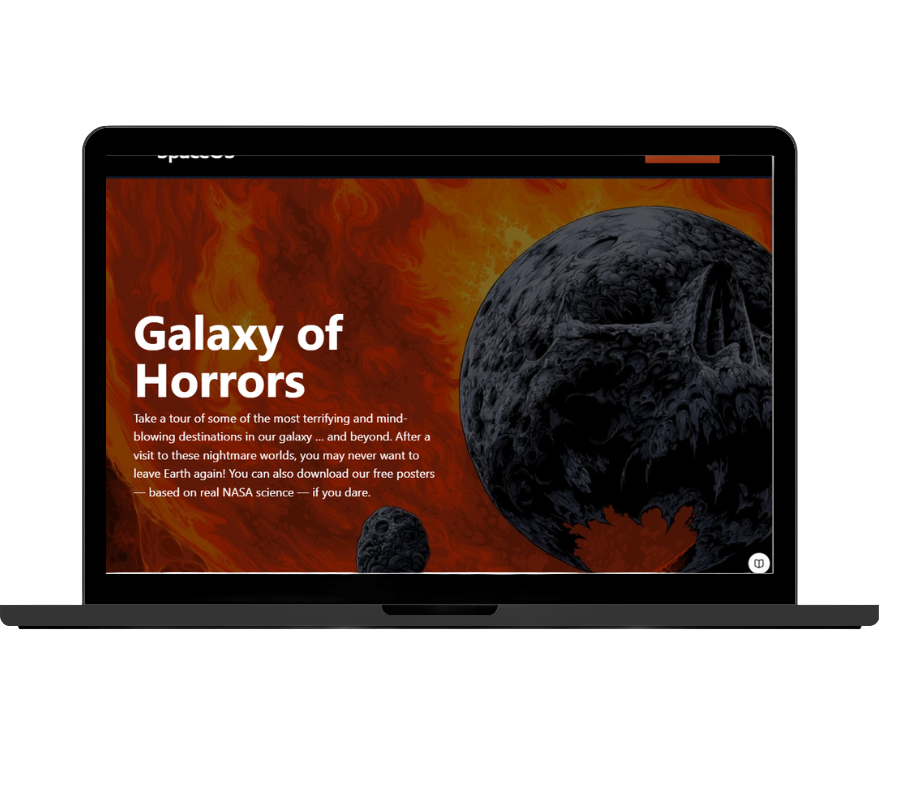 SpaceOS
Galaxy of
Horrors
Take a tour of some of the most terrifying and mind-
blowing destinations in our galaxy ... and beyond. After a
visit to these nightmare worlds, you may never want to
leave Earth again! You can also download our free posters
— based on real NASA science — if you dare.